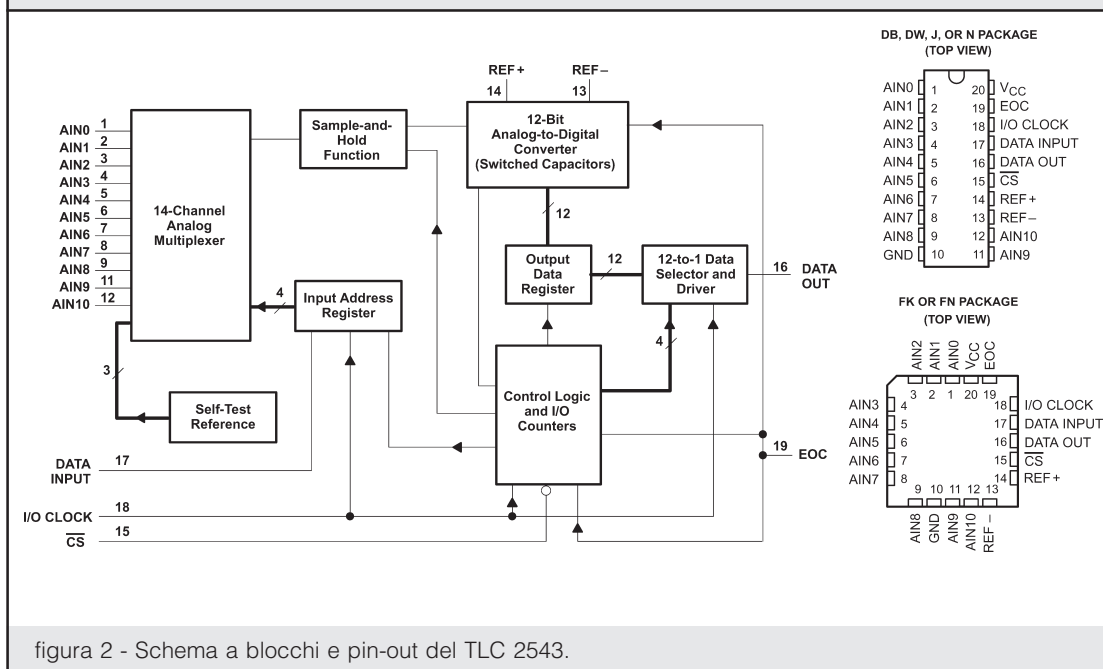 REF+ REF–
14 13
AIN0 1
AIN1 2
AIN2 3
AIN3 4
AIN4 5
AIN5 6
AIN6 7
AIN7 8
AIN8 9
AIN9 11
AIN10 12
14-Channel
Analog
Multiplexer
Sample-and-
Hold
Function
12-Bit
Analog-to-Digital
Converter
(Switched Capacitors)
12
4
Input Address
Register
Output
Data
Register
12
12-to-1 Data
Selector and
Driver
16 DATA
OUT
4
3
Self-Test
Reference
Control Logic
and I/O
Counters
19 EOC
DATA
INPUT
17
I/O CLOCK 18
CS 15
DB, DW, J, OR N PACKAGE
(TOP VIEW)
AIN0 1 20 VCC
AIN1 2 19 EOC
AIN2 3 18 I/O CLOCK
AIN3 4 17 DATA INPUT
AIN4 5 16 DATA OUT
AIN5 6 15 CS
AIN6 7 14 REF+
AIN7 8 13 REF–
AIN8 9 12 AIN10
GND 10 11 AIN9
FK OR FN PACKAGE
(TOP VIEW)
AIN2 AIN1 AIN0 VCC EOC
3 2 1 20 19
AIN3 4 18 I/O CLOCK
AIN4 5 17 DATA INPUT
AIN5 6 16 DATA OUT
AIN6 7 15 CS
AIN7 8 14 REF+
9 10 11 12 13
AIN8 GND AIN9 AIN10 REF –
figura 2 - Schema a blocchi e pin-out del TLC 2543.